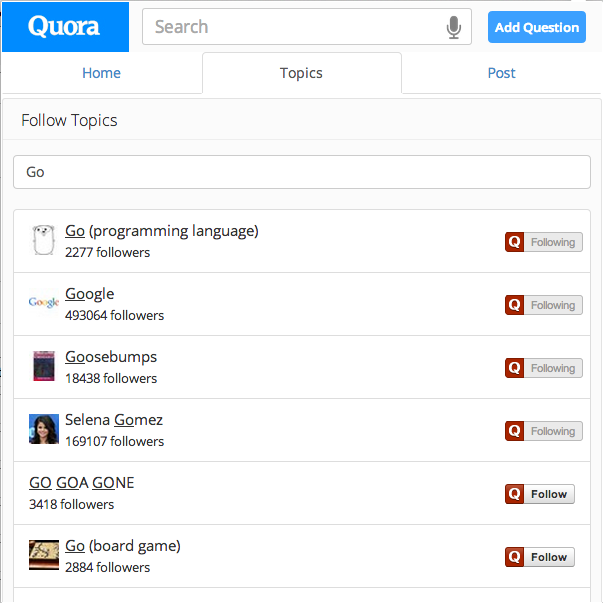 Quora
Search
Add Question
Home
Topics
Post
Follow Topics
Go
Go (programming language)
2277 followers
Q Following
Google
Google
493064 followers
Q Following
Goosebumps
18438 followers
Q Following
Selena Gomez
169107 followers
Q Following
GO GOA GONE
3418 followers
Q Follow
Go (board game)
2884 followers
Q Follow